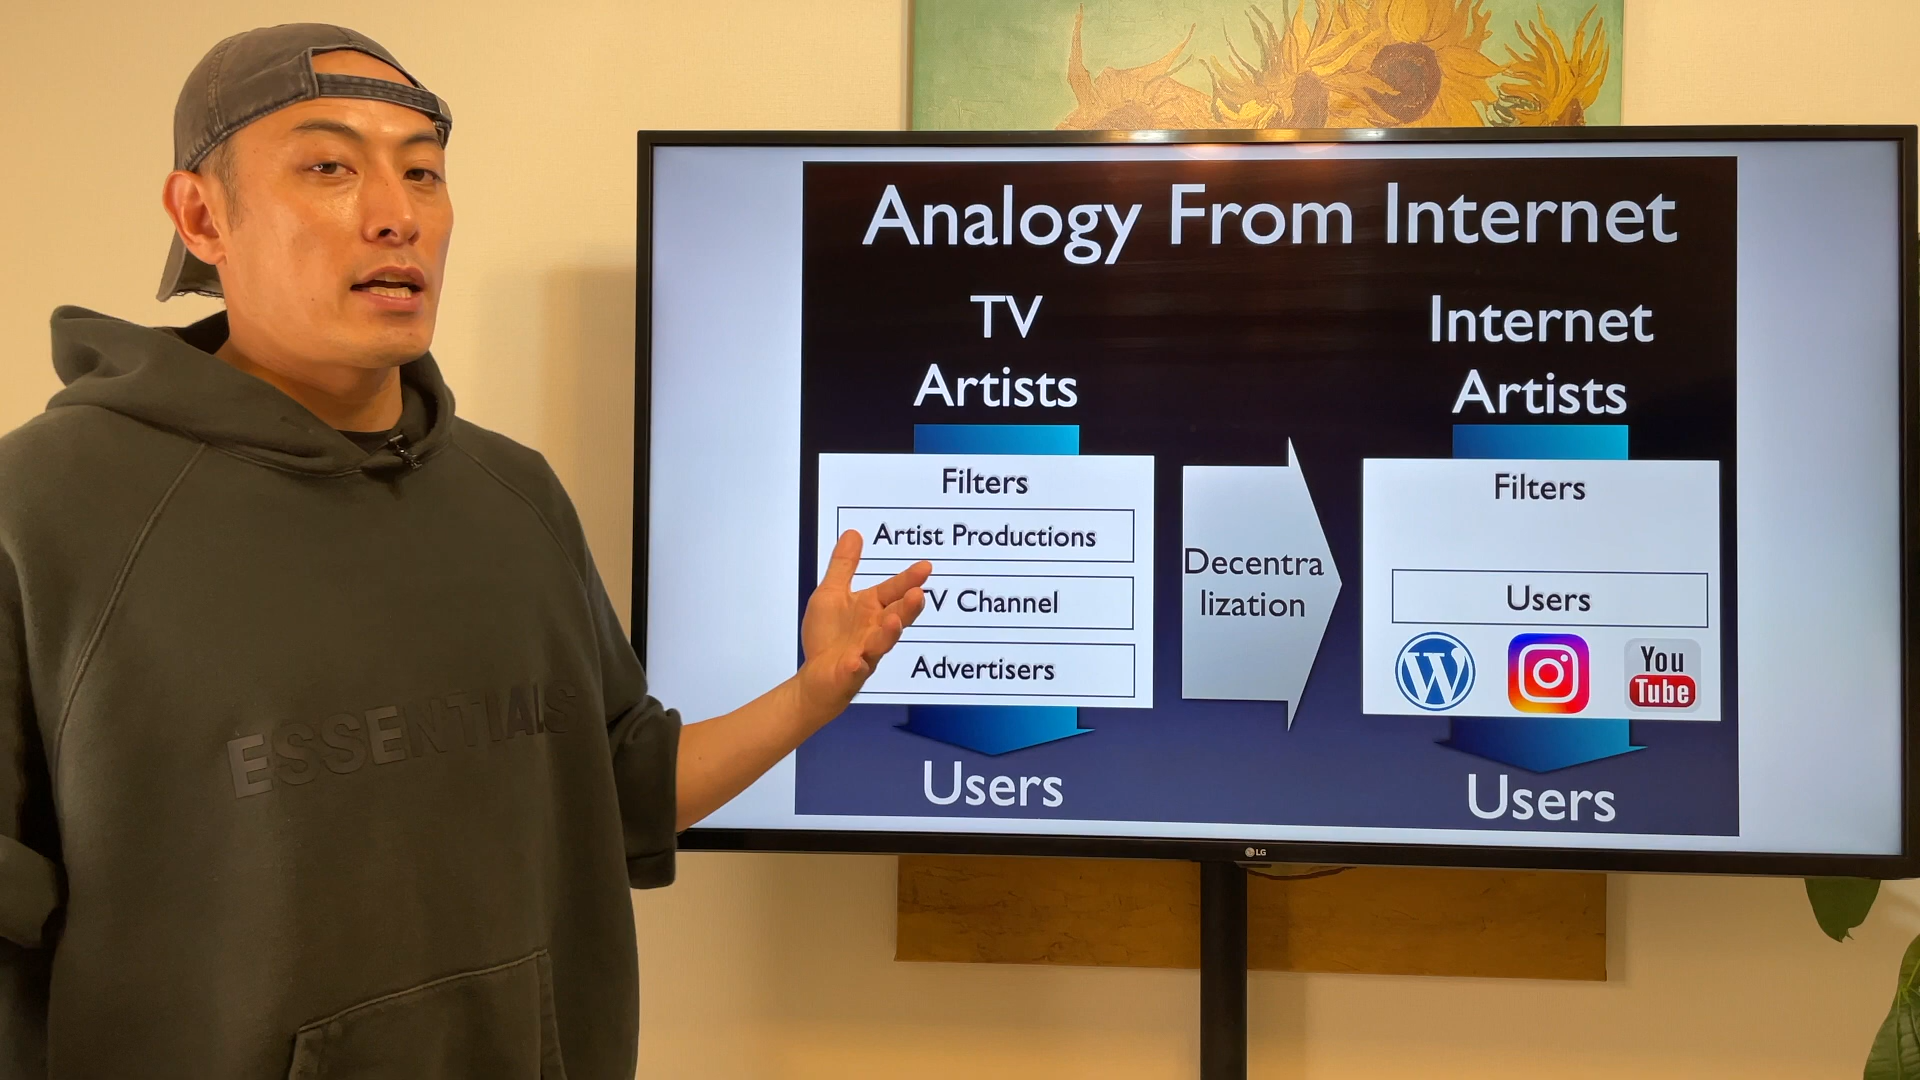 Analogy From Internet
TV
Artists
Filters
Artist Productions
TV Channel
Advertisers
Users
Decentra
lization
Internet
Artists
Filters
Users
You
Tube
Users
LG
ESSENTIALS